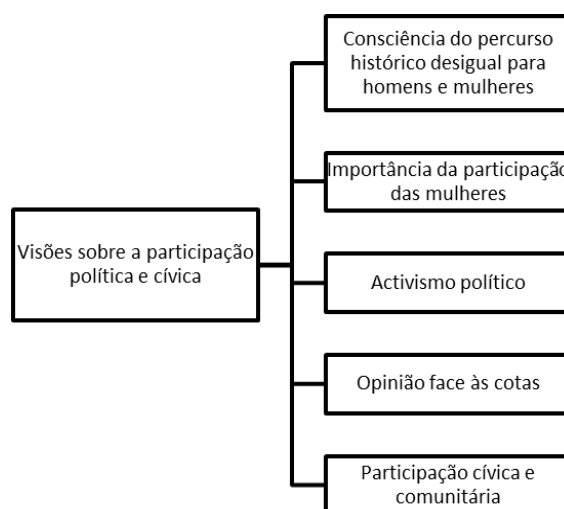 Visões sobre a participação
política e cívica
Consciência do percurso
histórico desigual para
homens e mulheres
Importância da participação
das mulheres
Activismo político
Opinião face às cotas
Participação cívica e
comunitária